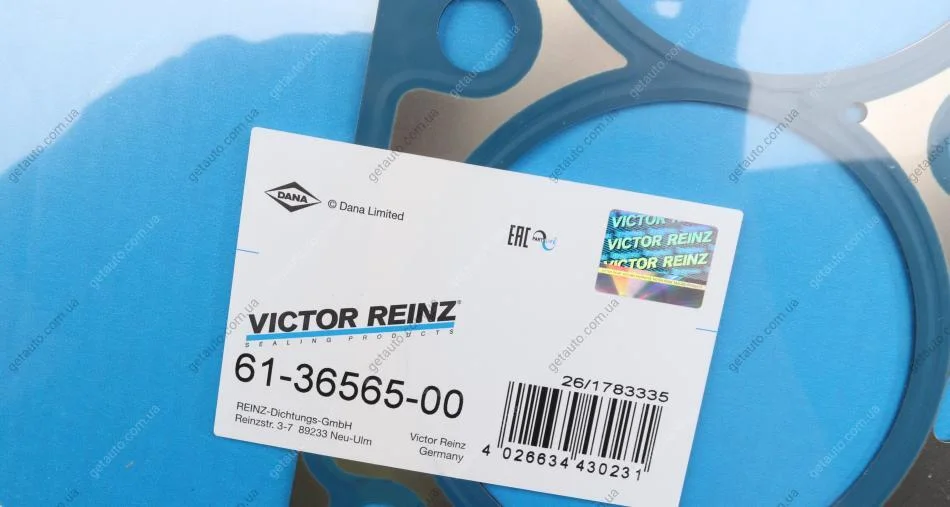 DANA
© Dana Limited
EAC
PARTLIFE
VICTOR REINZ
VICTOR REINZ
VICTOR REINZ
VICTOR REINZ®
SEALING PRODUCTS
61-36565-00
REINZ-Dichtungs-GmbH
Reinzstr. 3-7 89233 Neu-Ulm
Victor Reinz
Germany
26/1783335
4 026634 430231
getauto.com.ua